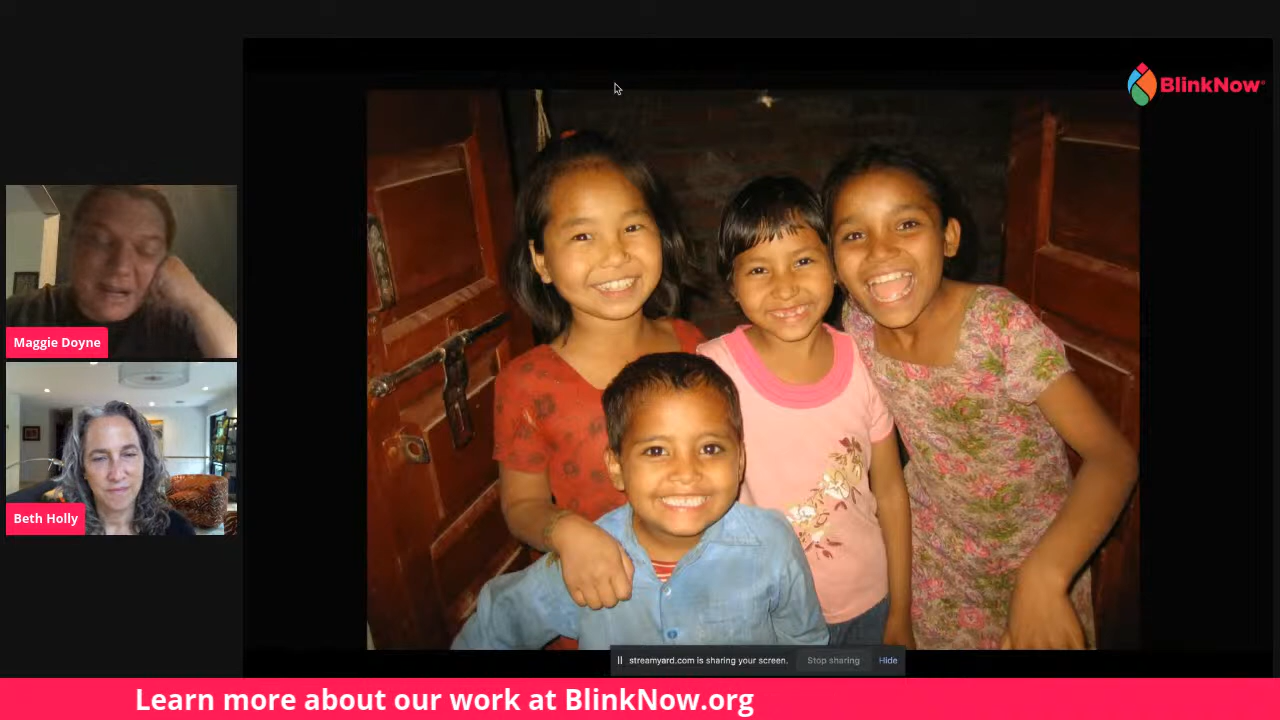 BlinkNow®
Maggie Doyne
Beth Holly
streamyard.com is sharing your screen. Stop sharing Hide
Learn more about our work at BlinkNow.org